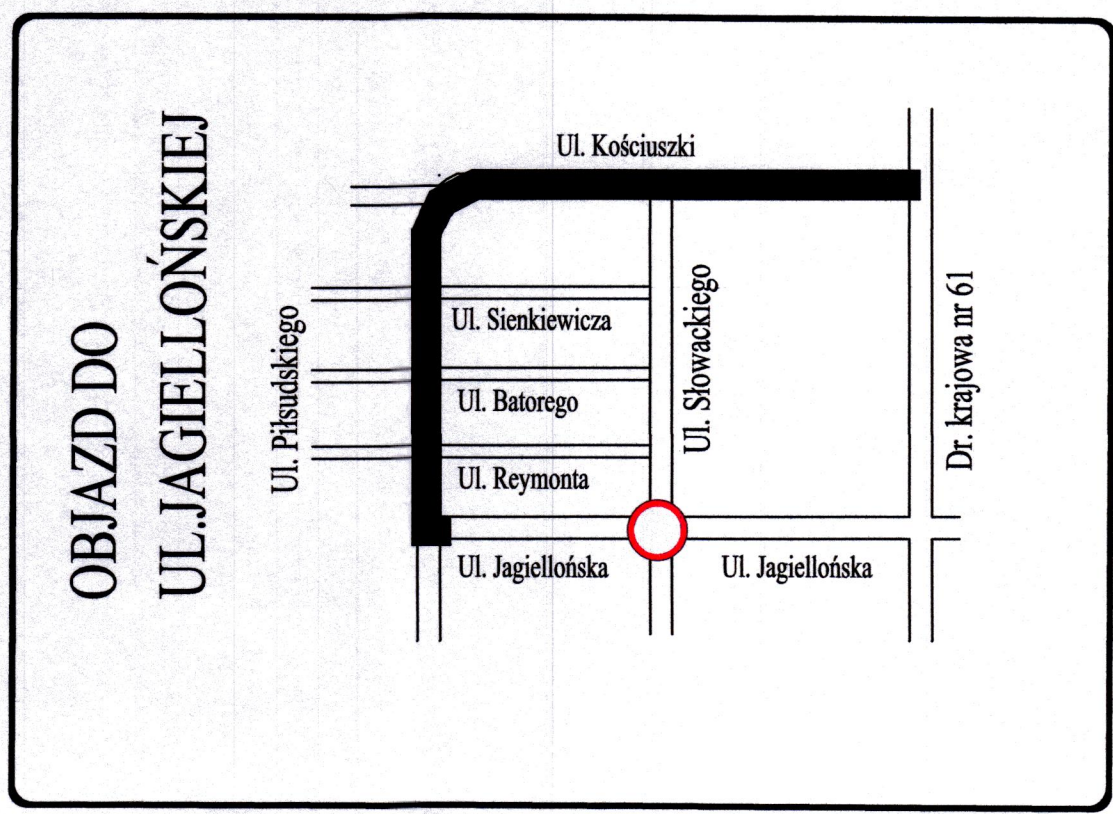 OBJAZD DO
UL.JAGIELLOŃSKIEJ
Ul. Piłsudskiego
Ul. Kościuszki
Ul. Sienkiewicza
Ul. Batorego
Ul. Reymonta
Ul. Jagiellońska
Ul. Słowackiego
Ul. Jagiellońska
Dr. krajowa nr 61